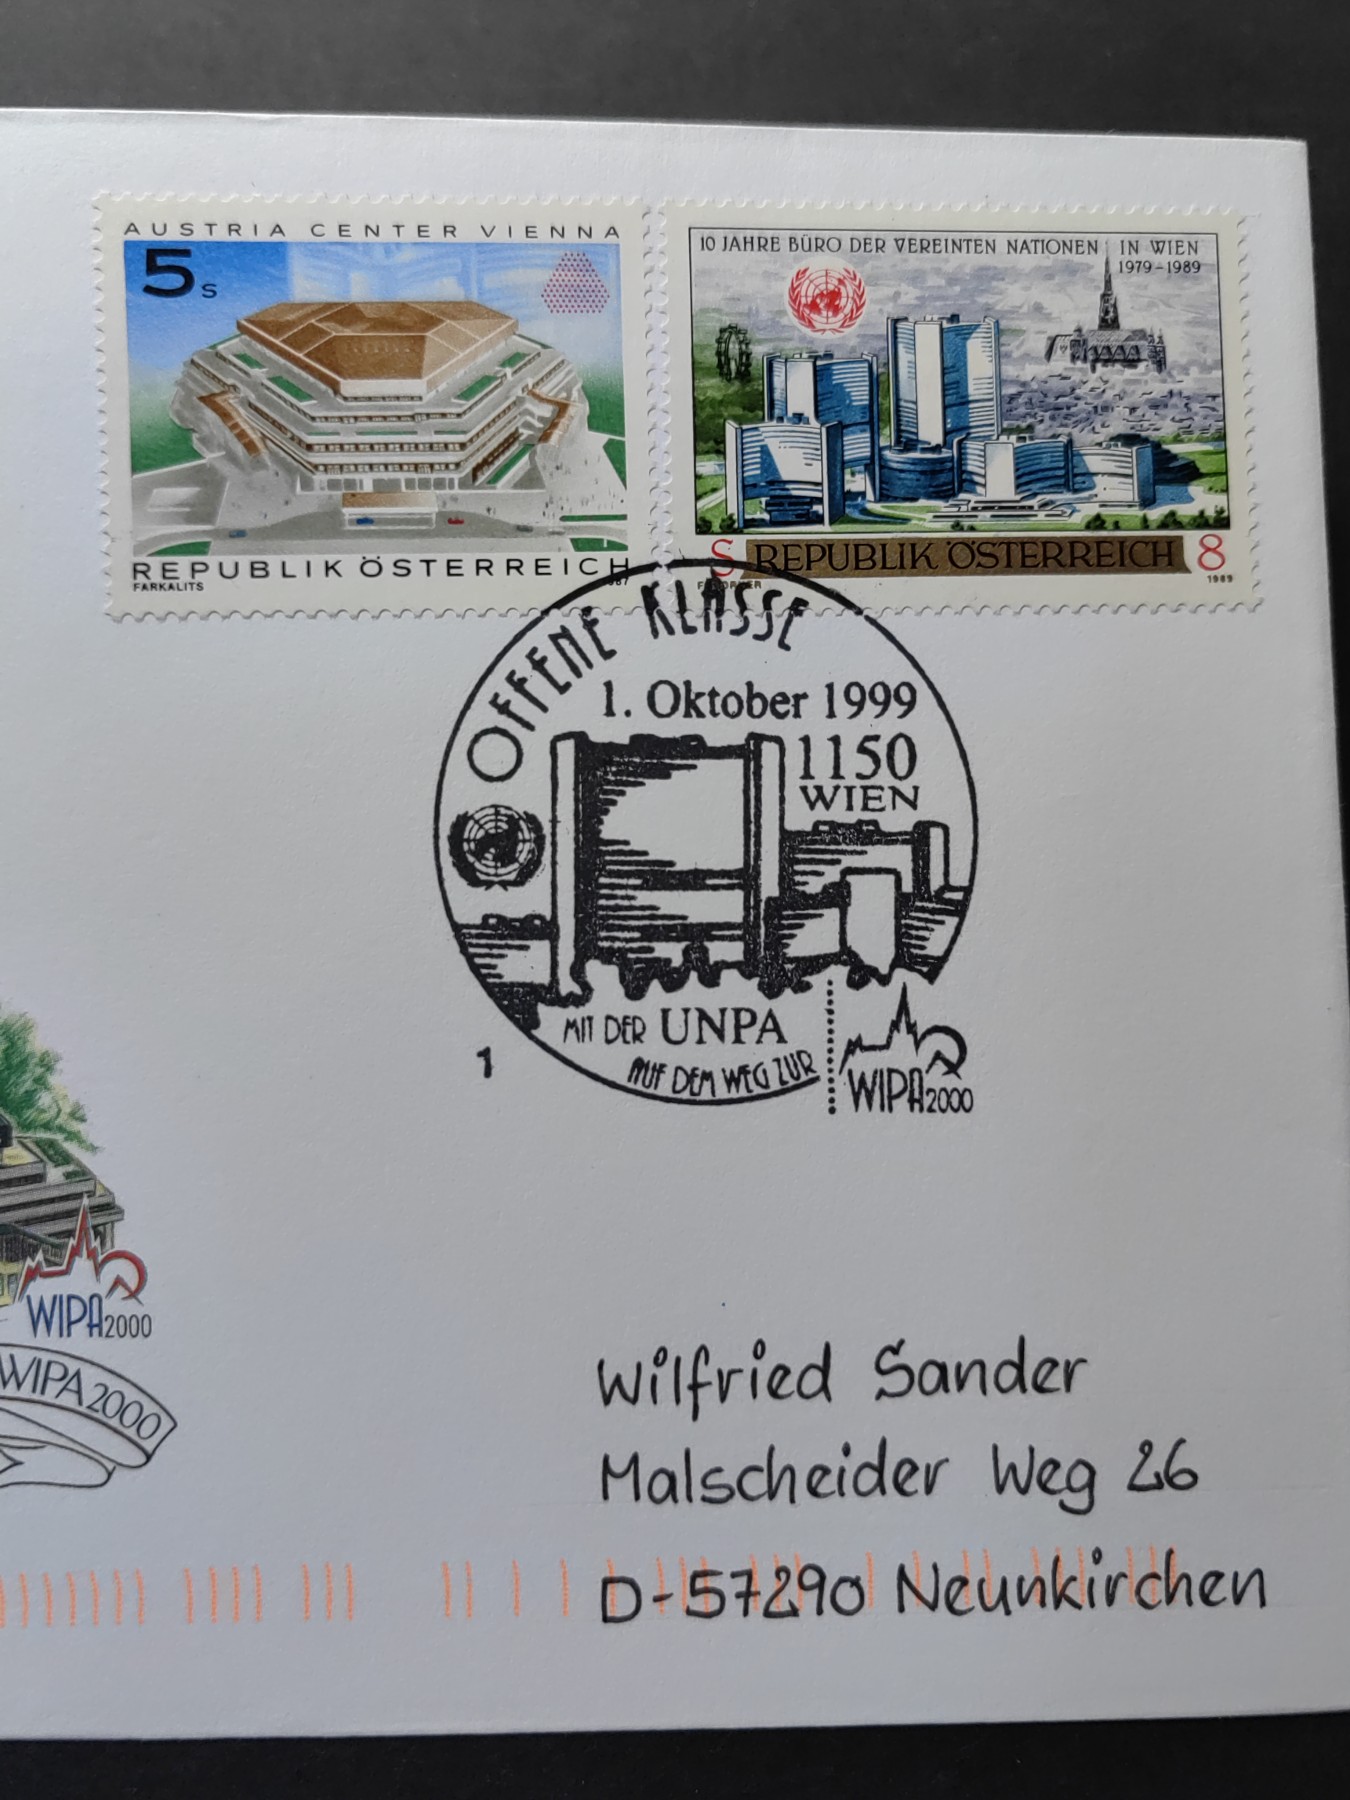 AUSTRIA CENTER VIENNA
5 S
REPUBLIK ÖSTERREICH
FARKALITS
10 JAHRE BÜRO DER VEREINTEN NATIONEN IN WIEN
1979-1989
S REPUBLIK ÖSTERREICH 8
1989
OFFENE KLASSE
1. Oktober 1999
1150
WIEN
MIT DER UNPA
AUF DEM WEG ZUR
WIPA2000
1
WIPA2000
WIPA2000
Wilfried Sander
Malscheider Weg 26
D-57290 Neunkirchen